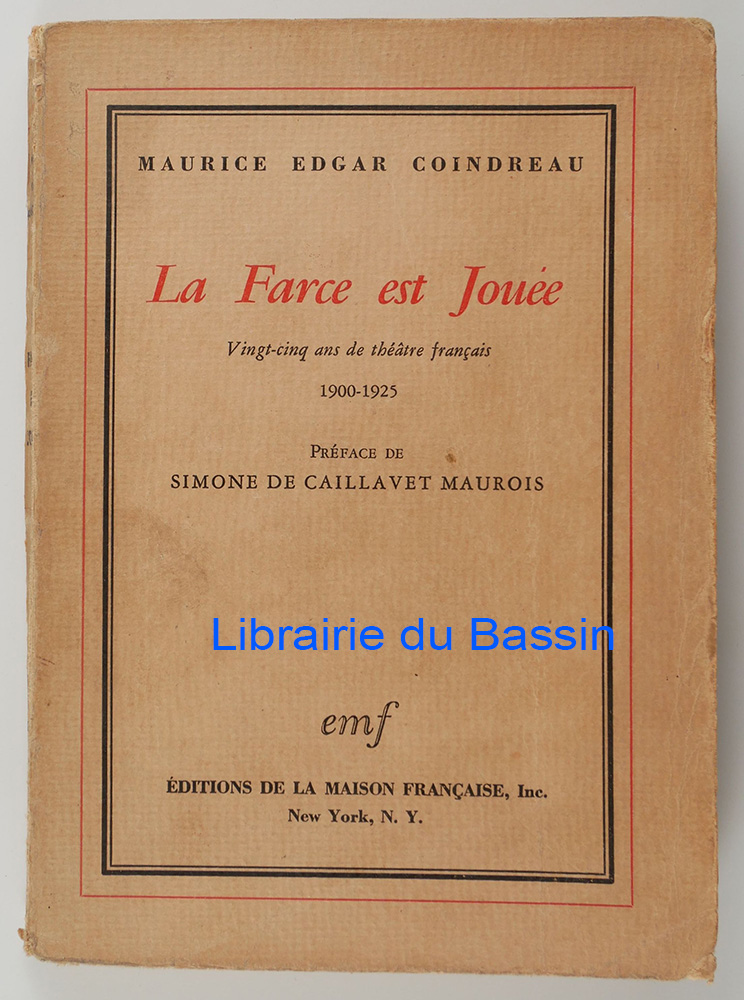 MAURICE EDGAR COINDREAU
La Farce est Jouée
Vingt-cinq ans de théâtre français
1900-1925
PRÉFACE DE
SIMONE DE CAILLAVET MAUROIS
Librairie du Bassin
emf
ÉDITIONS DE LA MAISON FRANÇAISE, Inc.
New York, N. Y.